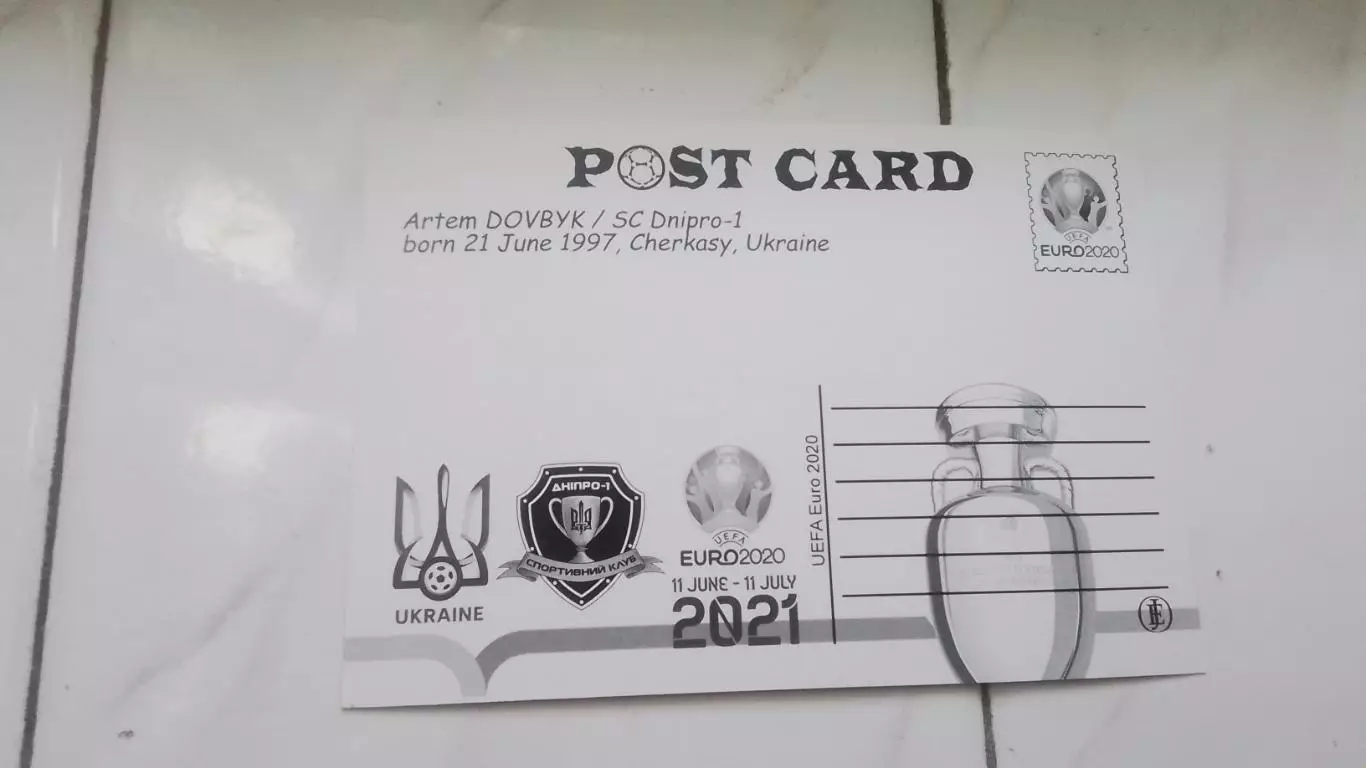 POST CARD
Artem DOVBYK / SC Dnipro-1
born 21 June 1997, Cherkasy, Ukraine
UEFA
EURO2020
UKRAINE
ДНІПРО-1
СПОРТИВНИЙ КЛУБ
UEFA
EURO2020
11 JUNE - 11 JULY
2021
UEFA Euro 2020